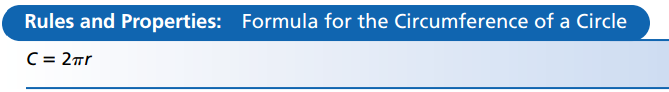 Rules and Properties: Formula for the Circumference of a Circle
C = 2πr